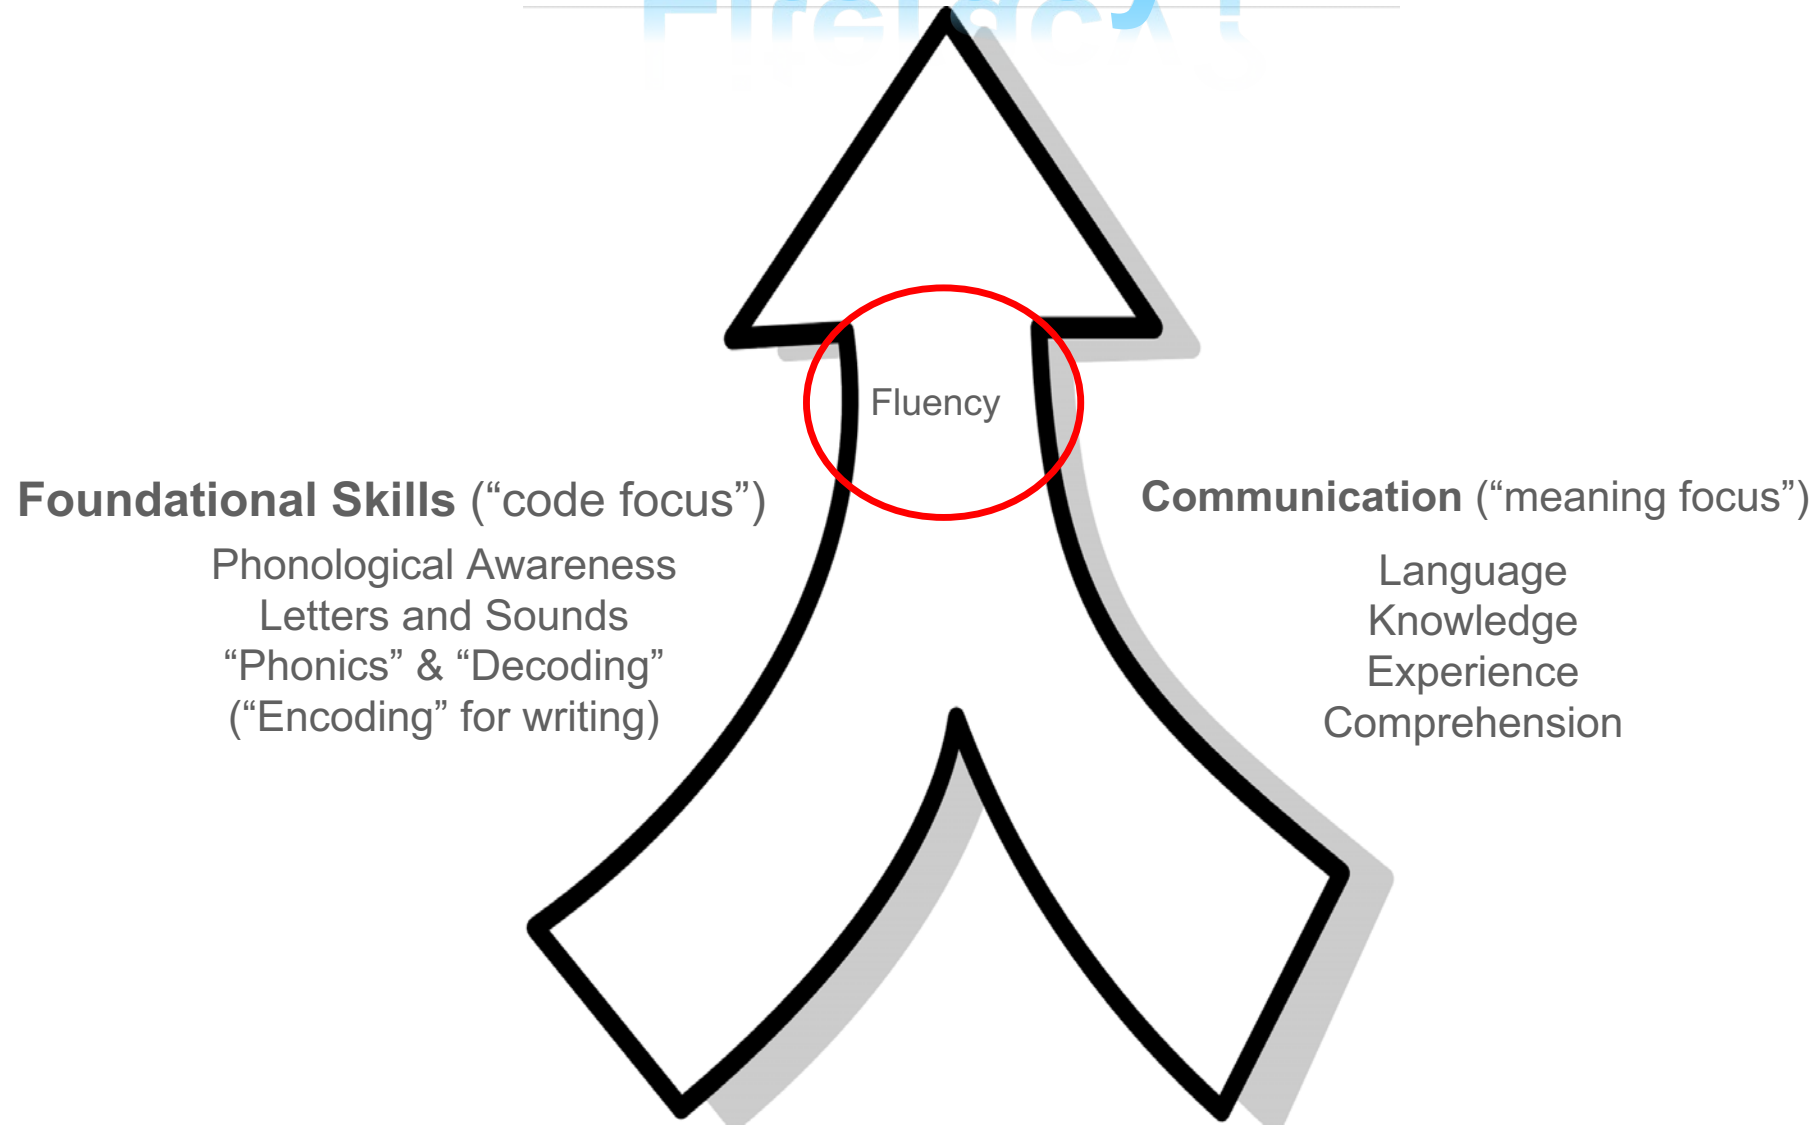 Fluency
Foundational Skills (“code focus”)
Phonological Awareness
Letters and Sounds
“Phonics” & “Decoding”
(“Encoding” for writing)
Communication (“meaning focus”)
Language
Knowledge
Experience
Comprehension